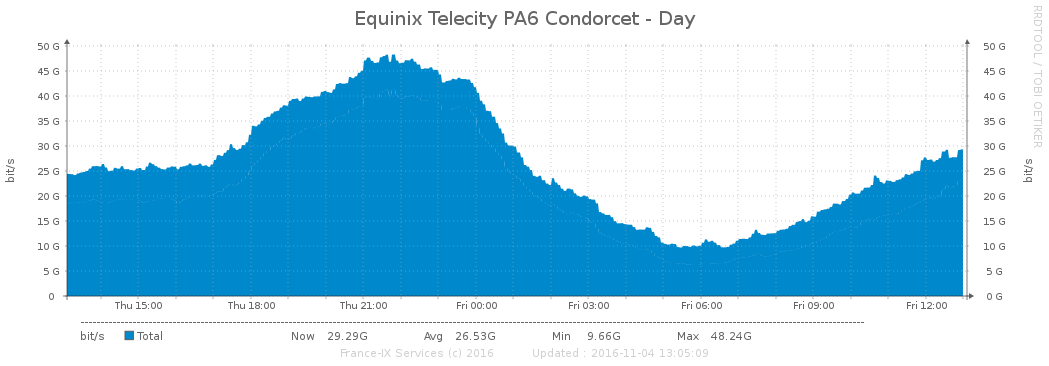 Equinix Telecity PA6 Condorcet - Day
RRDTOOL / TOBI OETIKER
bit/s
50 G 50 G
45 G 45 G
40 G 40 G
35 G 35 G
30 G 30 G
25 G 25 G
20 G 20 G
15 G 15 G
10 G 10 G
5 G 5 G
0 0 G
bit/s
Thu 15:00 Thu 18:00 Thu 21:00 Fri 00:00 Fri 03:00 Fri 06:00 Fri 09:00 Fri 12:00
bit/s Total Now 29.29G Avg 26.53G Min 9.66G Max 48.24G
France-IX Services (c) 2016 Updated : 2016-11-04 13:05:09